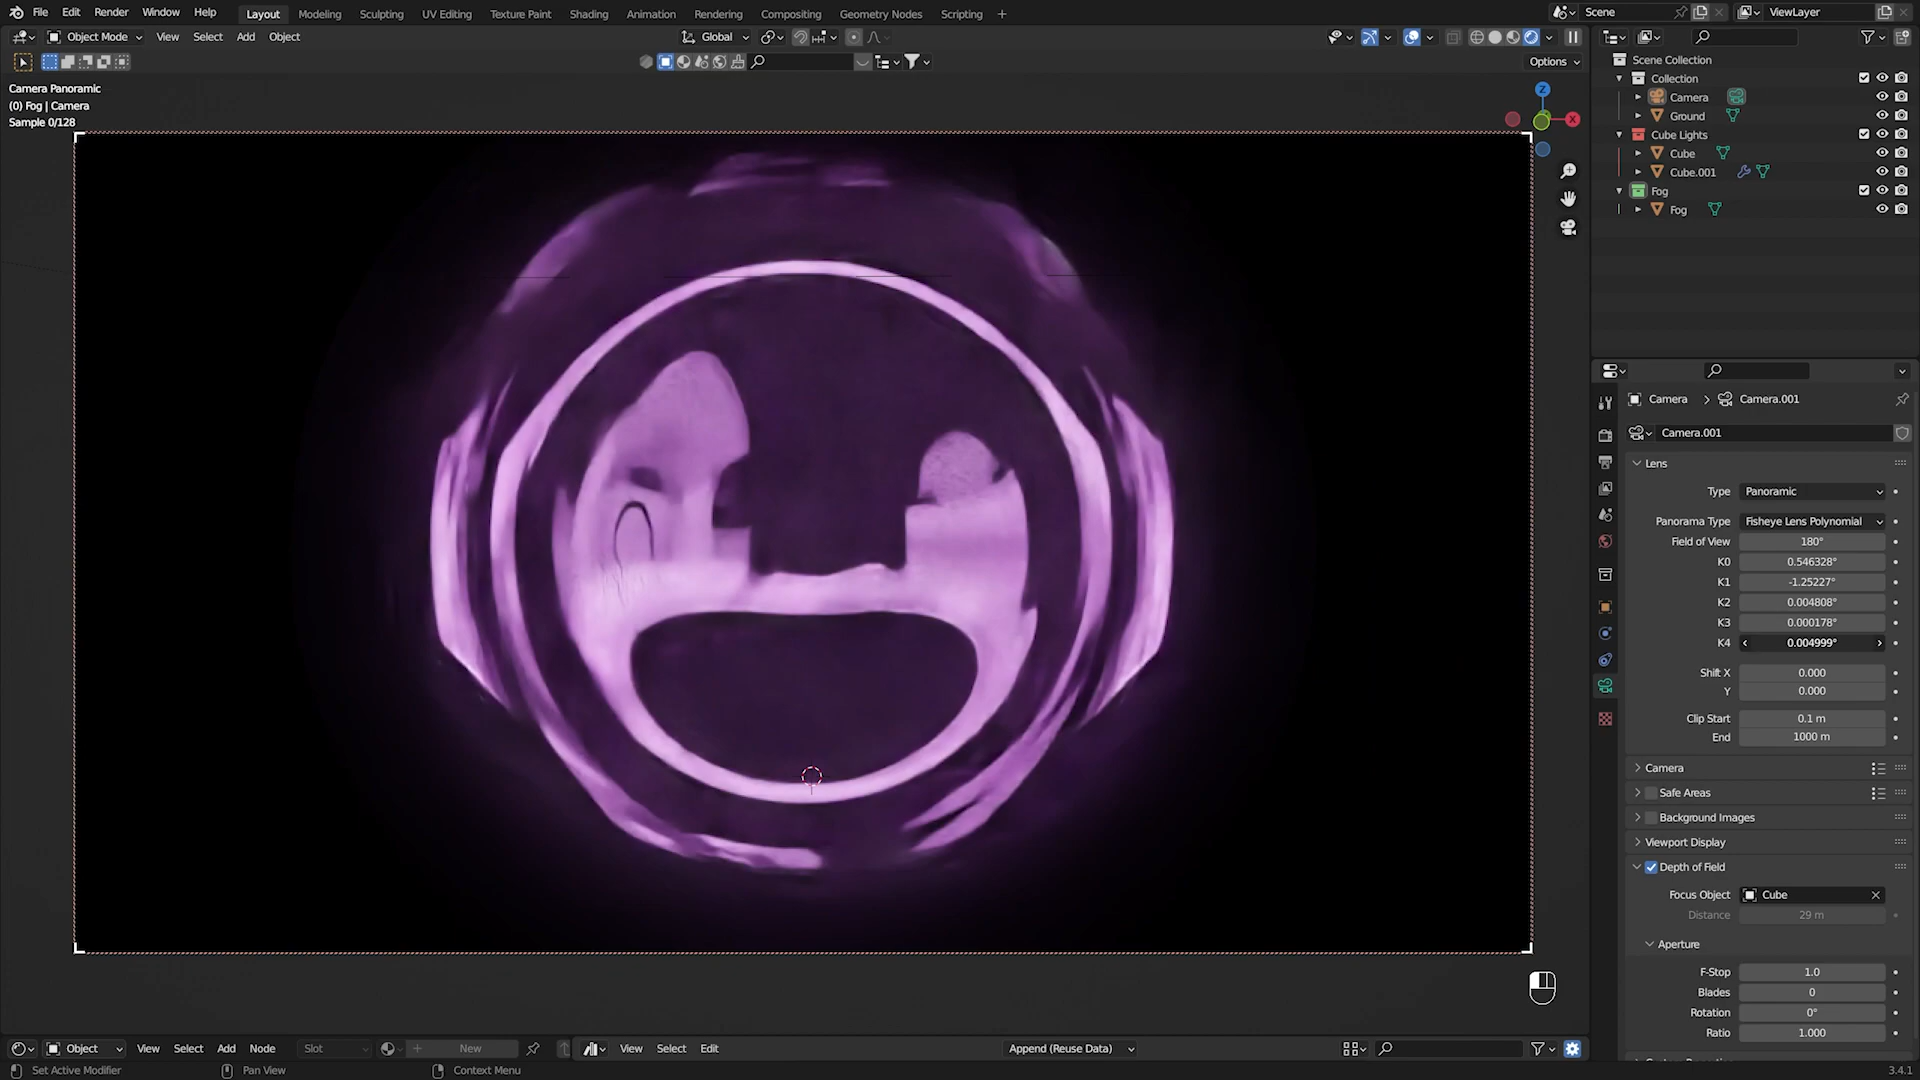 File Edit Render Window Help Layout Modeling Sculpting UV Editing Texture Paint Shading Animation Rendering Compositing Geometry Nodes Scripting + Scene ViewLayer
Object Mode View Select Add Object Global
Options
Camera Panoramic
(0) Fog | Camera
Sample 0/128
Z
X
Scene Collection
Collection
Camera
Ground
Cube Lights
Cube
Cube.001
Fog
Fog
Camera > Camera.001
Camera.001
Lens
Type Panoramic
Panorama Type Fisheye Lens Polynomial
Field of View 180°
K0 0.546328°
K1 -1.25227°
K2 0.004808°
K3 0.000178°
K4 0.004999°
Shift X 0.000
Y 0.000
Clip Start 0.1 m
End 1000 m
Camera
Safe Areas
Background Images
Viewport Display
Depth of Field
Focus Object Cube
Distance 29 m
Aperture
F-Stop 1.0
Blades 0
Rotation 0°
Ratio 1.000
Object View Select Add Node Slot + New View Select Edit Append (Reuse Data)
Set Active Modifier Pan View Context Menu 3.4.1